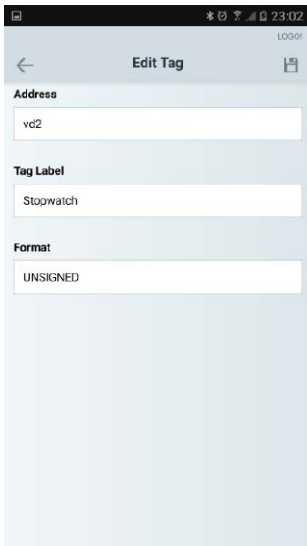 23:02
LOGO!
Edit Tag
Address
vd2
Tag Label
Stopwatch
Format
UNSIGNED